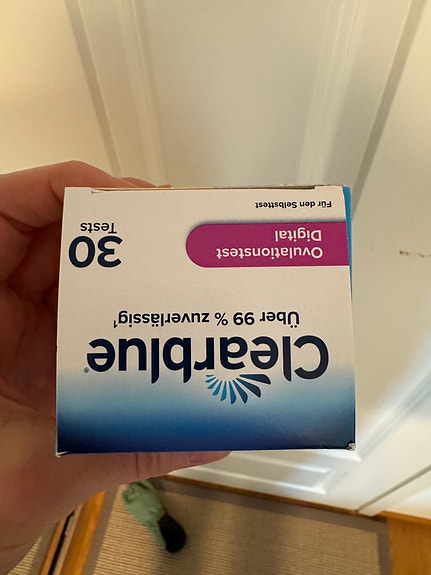 Clearblue®
Über 99 % zuverlässig¹
Ovulationstest
Digital
30
Tests
Für den Selbsttest